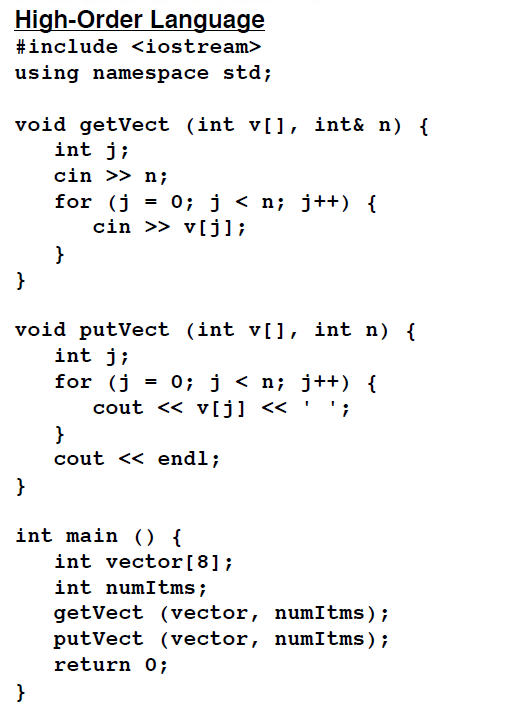 High-Order Language
#include <iostream>
using namespace std;

void getVect (int v[], int& n) {
   int j;
   cin >> n;
   for (j = 0; j < n; j++) {
      cin >> v[j];
   }
}

void putVect (int v[], int n) {
   int j;
   for (j = 0; j < n; j++) {
      cout << v[j] << ' ';
   }
   cout << endl;
}

int main () {
   int vector[8];
   int numItms;
   getVect (vector, numItms);
   putVect (vector, numItms);
   return 0;
}